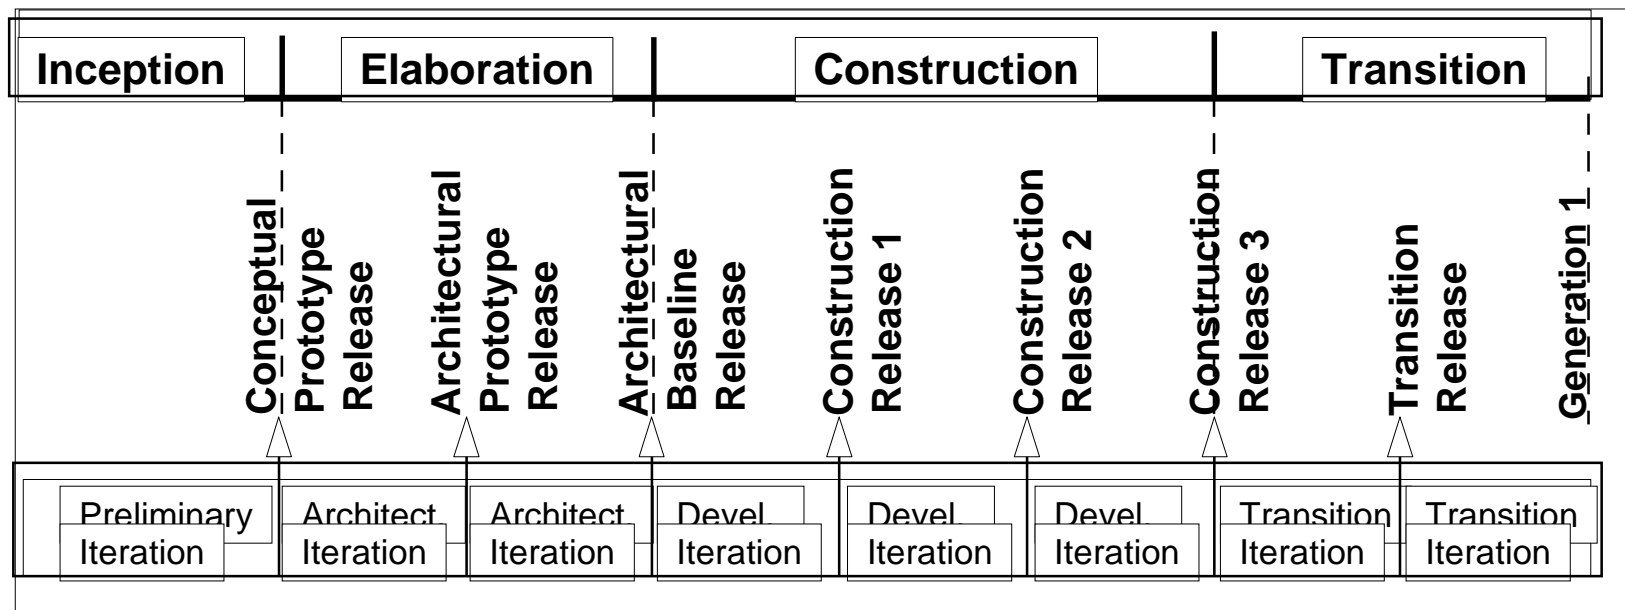 Inception
Elaboration
Construction
Transition
Conceptual
Prototype
Release
Architectural
Prototype
Release
Architectural
Baseline
Release
Construction
Release 1
Construction
Release 2
Construction
Release 3
Transition
Release
Generation 1
Preliminary
Iteration
Architect.
Iteration
Architect.
Iteration
Devel.
Iteration
Devel.
Iteration
Devel.
Iteration
Transition
Iteration
Transition
Iteration